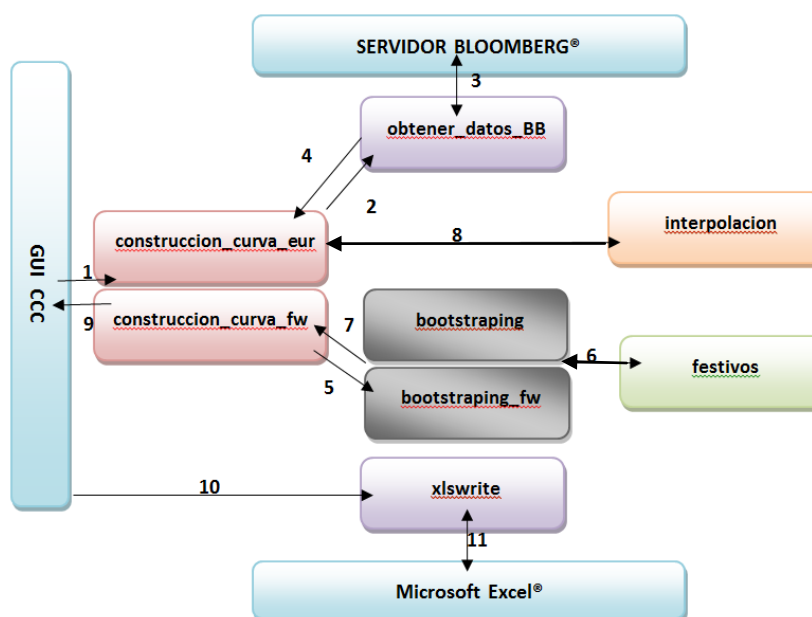 SERVIDOR BLOOMBERG®
3
obtener_datos_BB
4
2
construccion_curva_eur
8
interpolacion
GUI CCC
1
9
construccion_curva_fw
7
bootstraping
6
festivos
5
bootstraping_fw
10
xlswrite
11
Microsoft Excel®